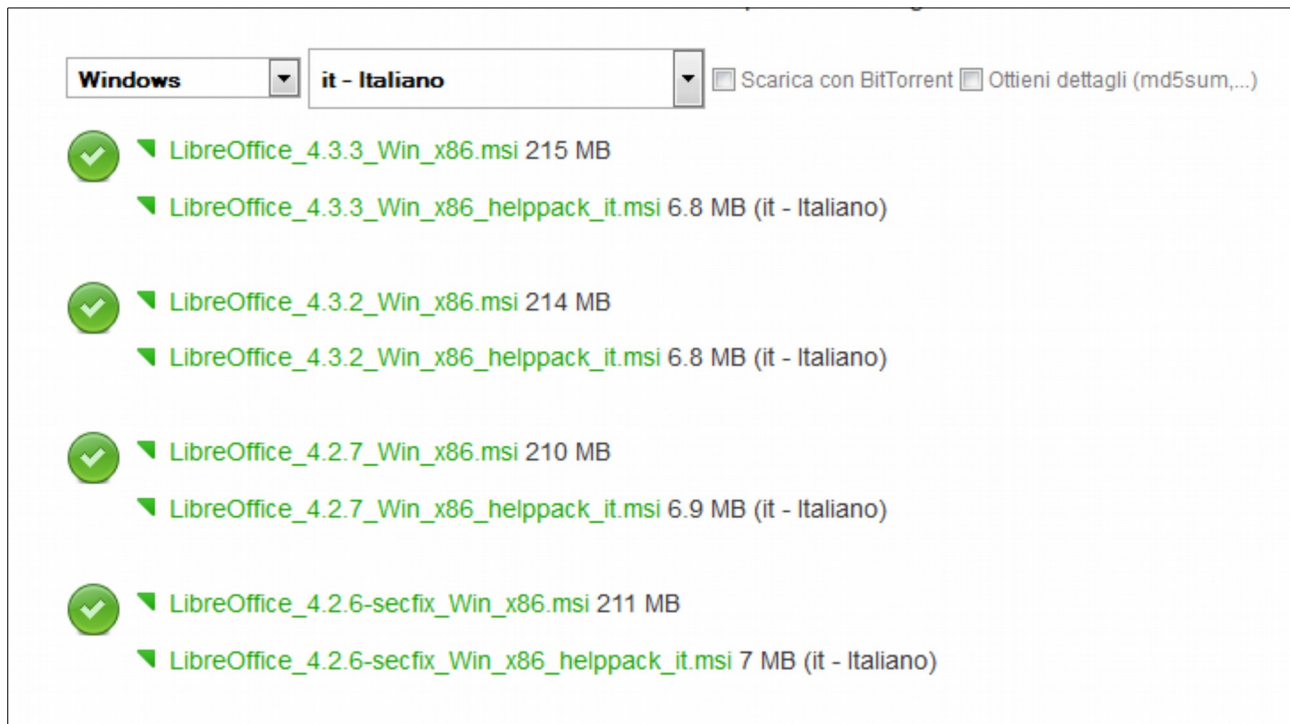 Windows it - Italiano Scarica con BitTorrent Ottieni dettagli (md5sum,...)
LibreOffice_4.3.3_Win_x86.msi 215 MB
LibreOffice_4.3.3_Win_x86_helppack_it.msi 6.8 MB (it - Italiano)
LibreOffice_4.3.2_Win_x86.msi 214 MB
LibreOffice_4.3.2_Win_x86_helppack_it.msi 6.8 MB (it - Italiano)
LibreOffice_4.2.7_Win_x86.msi 210 MB
LibreOffice_4.2.7_Win_x86_helppack_it.msi 6.9 MB (it - Italiano)
LibreOffice_4.2.6-secfix_Win_x86.msi 211 MB
LibreOffice_4.2.6-secfix_Win_x86_helppack_it.msi 7 MB (it - Italiano)